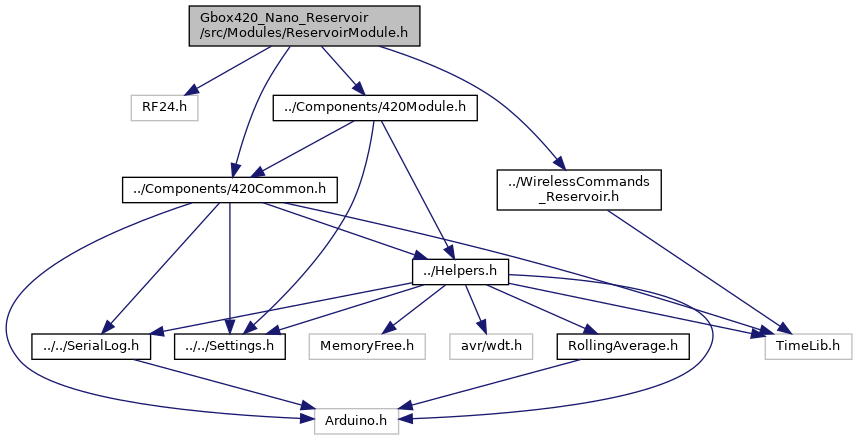 Gbox420_Nano_Reservoir
/src/Modules/ReservoirModule.h
RF24.h
../Components/420Module.h
../Components/420Common.h
../WirelessCommands
_Reservoir.h
../Helpers.h
../../SerialLog.h
../../Settings.h
MemoryFree.h
avr/wdt.h
RollingAverage.h
TimeLib.h
Arduino.h